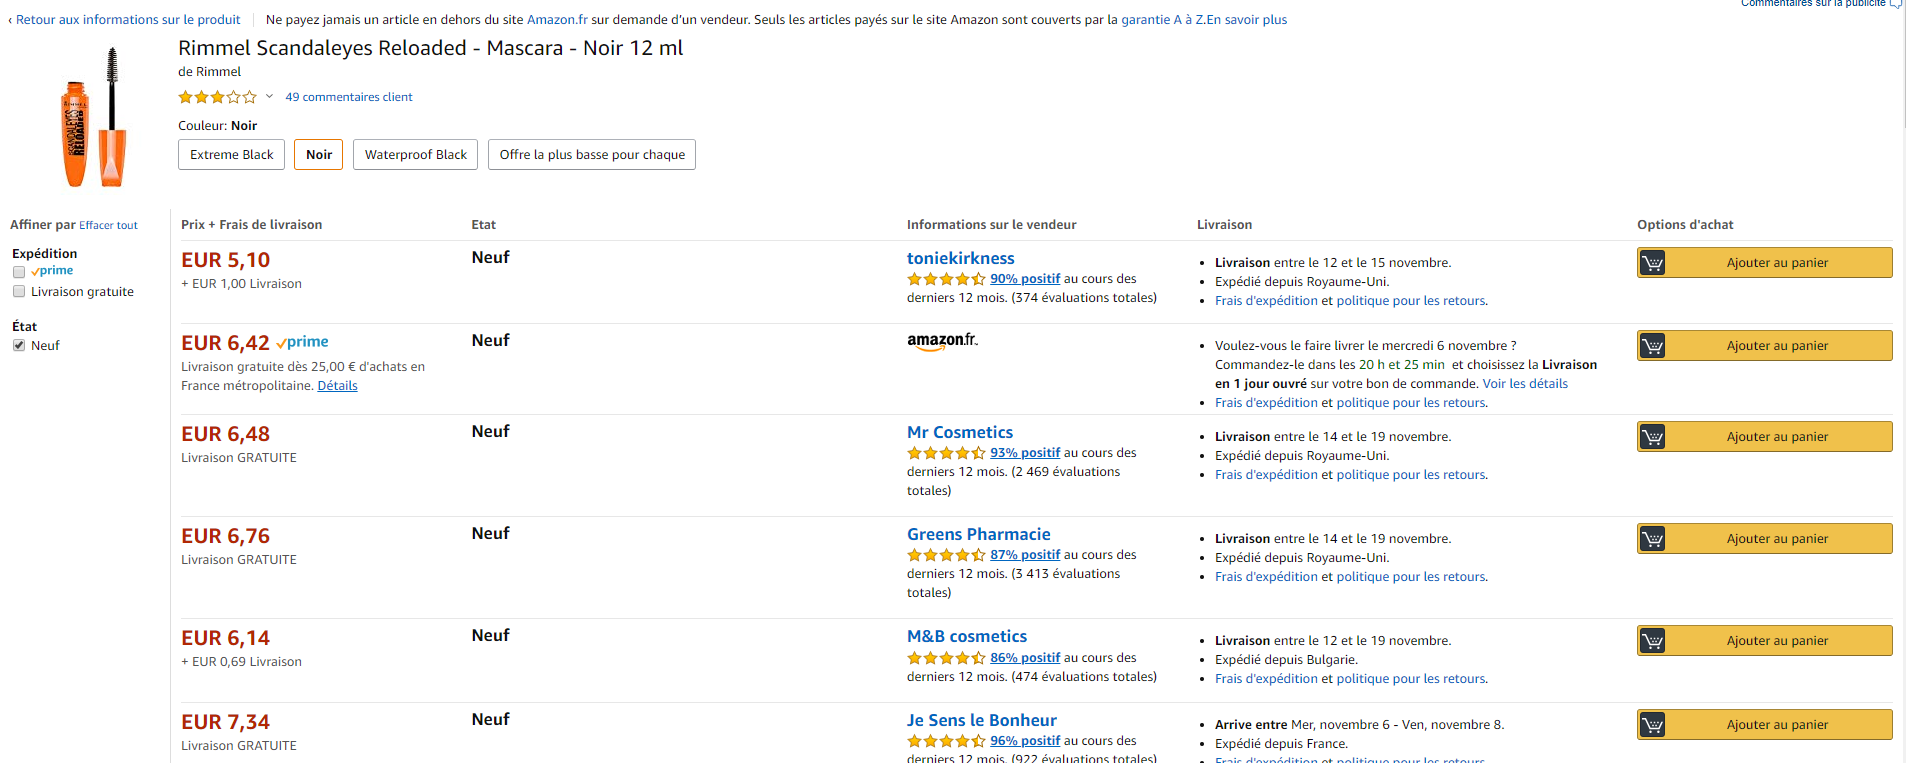 Commentaires sur la publicité
‹ Retour aux informations sur le produit
Ne payez jamais un article en dehors du site Amazon.fr sur demande d'un vendeur. Seuls les articles payés sur le site Amazon sont couverts par la garantie A à Z.En savoir plus
Rimmel Scandaleyes Reloaded - Mascara - Noir 12 ml
de Rimmel
49 commentaires client
Couleur: Noir
Extreme Black
Noir
Waterproof Black
Offre la plus basse pour chaque
RIMMEL
SCANDALEYES
RELOADED
Affiner par Effacer tout
Expédition
prime
Livraison gratuite
État
Neuf
Prix + Frais de livraison
Etat
Informations sur le vendeur
Livraison
Options d'achat
EUR 5,10
+ EUR 1,00 Livraison
Neuf
toniekirkness
90% positif au cours des
derniers 12 mois. (374 évaluations totales)
• Livraison entre le 12 et le 15 novembre.
• Expédié depuis Royaume-Uni.
• Frais d'expédition et politique pour les retours.
Ajouter au panier
EUR 6,42 prime
Livraison gratuite dès 25,00 € d'achats en
France métropolitaine. Détails
Neuf
amazon.fr
• Voulez-vous le faire livrer le mercredi 6 novembre ?
Commandez-le dans les 20 h et 25 min et choisissez la Livraison
en 1 jour ouvré sur votre bon de commande. Voir les détails
• Frais d'expédition et politique pour les retours.
Ajouter au panier
EUR 6,48
Livraison GRATUITE
Neuf
Mr Cosmetics
93% positif au cours des
derniers 12 mois. (2 469 évaluations
totales)
• Livraison entre le 14 et le 19 novembre.
• Expédié depuis Royaume-Uni.
• Frais d'expédition et politique pour les retours.
Ajouter au panier
EUR 6,76
Livraison GRATUITE
Neuf
Greens Pharmacie
87% positif au cours des
derniers 12 mois. (3 413 évaluations
totales)
• Livraison entre le 14 et le 19 novembre.
• Expédié depuis Royaume-Uni.
• Frais d'expédition et politique pour les retours.
Ajouter au panier
EUR 6,14
+ EUR 0,69 Livraison
Neuf
M&B cosmetics
86% positif au cours des
derniers 12 mois. (474 évaluations totales)
• Livraison entre le 12 et le 19 novembre.
• Expédié depuis Bulgarie.
• Frais d'expédition et politique pour les retours.
Ajouter au panier
EUR 7,34
Livraison GRATUITE
Neuf
Je Sens le Bonheur
96% positif au cours des
derniers 12 mois. (922 évaluations totales)
• Arrive entre Mer, novembre 6 - Ven, novembre 8.
• Expédié depuis France.
• Frais d'expédition et politique pour les retours.
Ajouter au panier